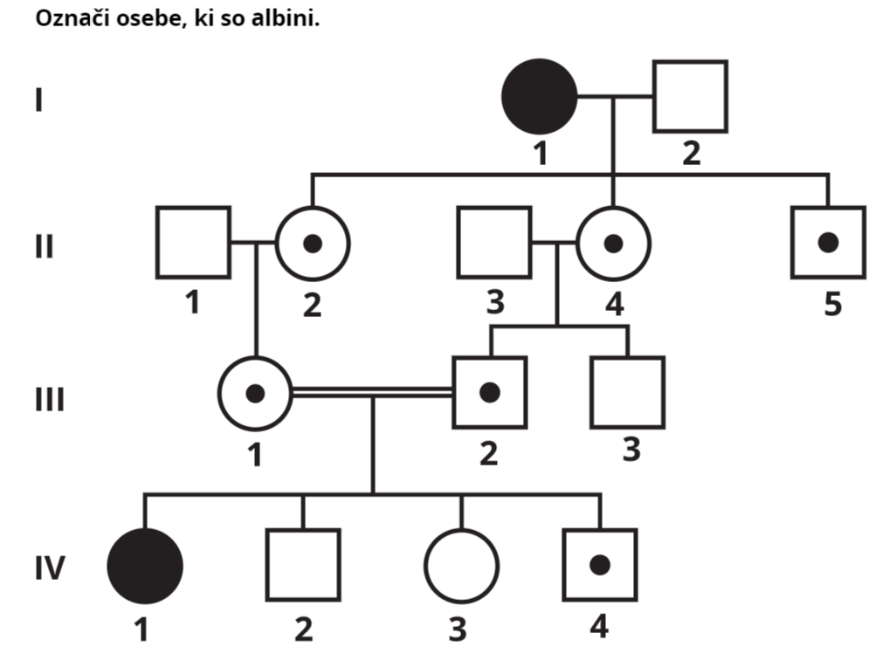 Označi osebe, ki so albini.
I
1 2
II
1 2 3 4 5
III
1 2 3
IV
1 2 3 4